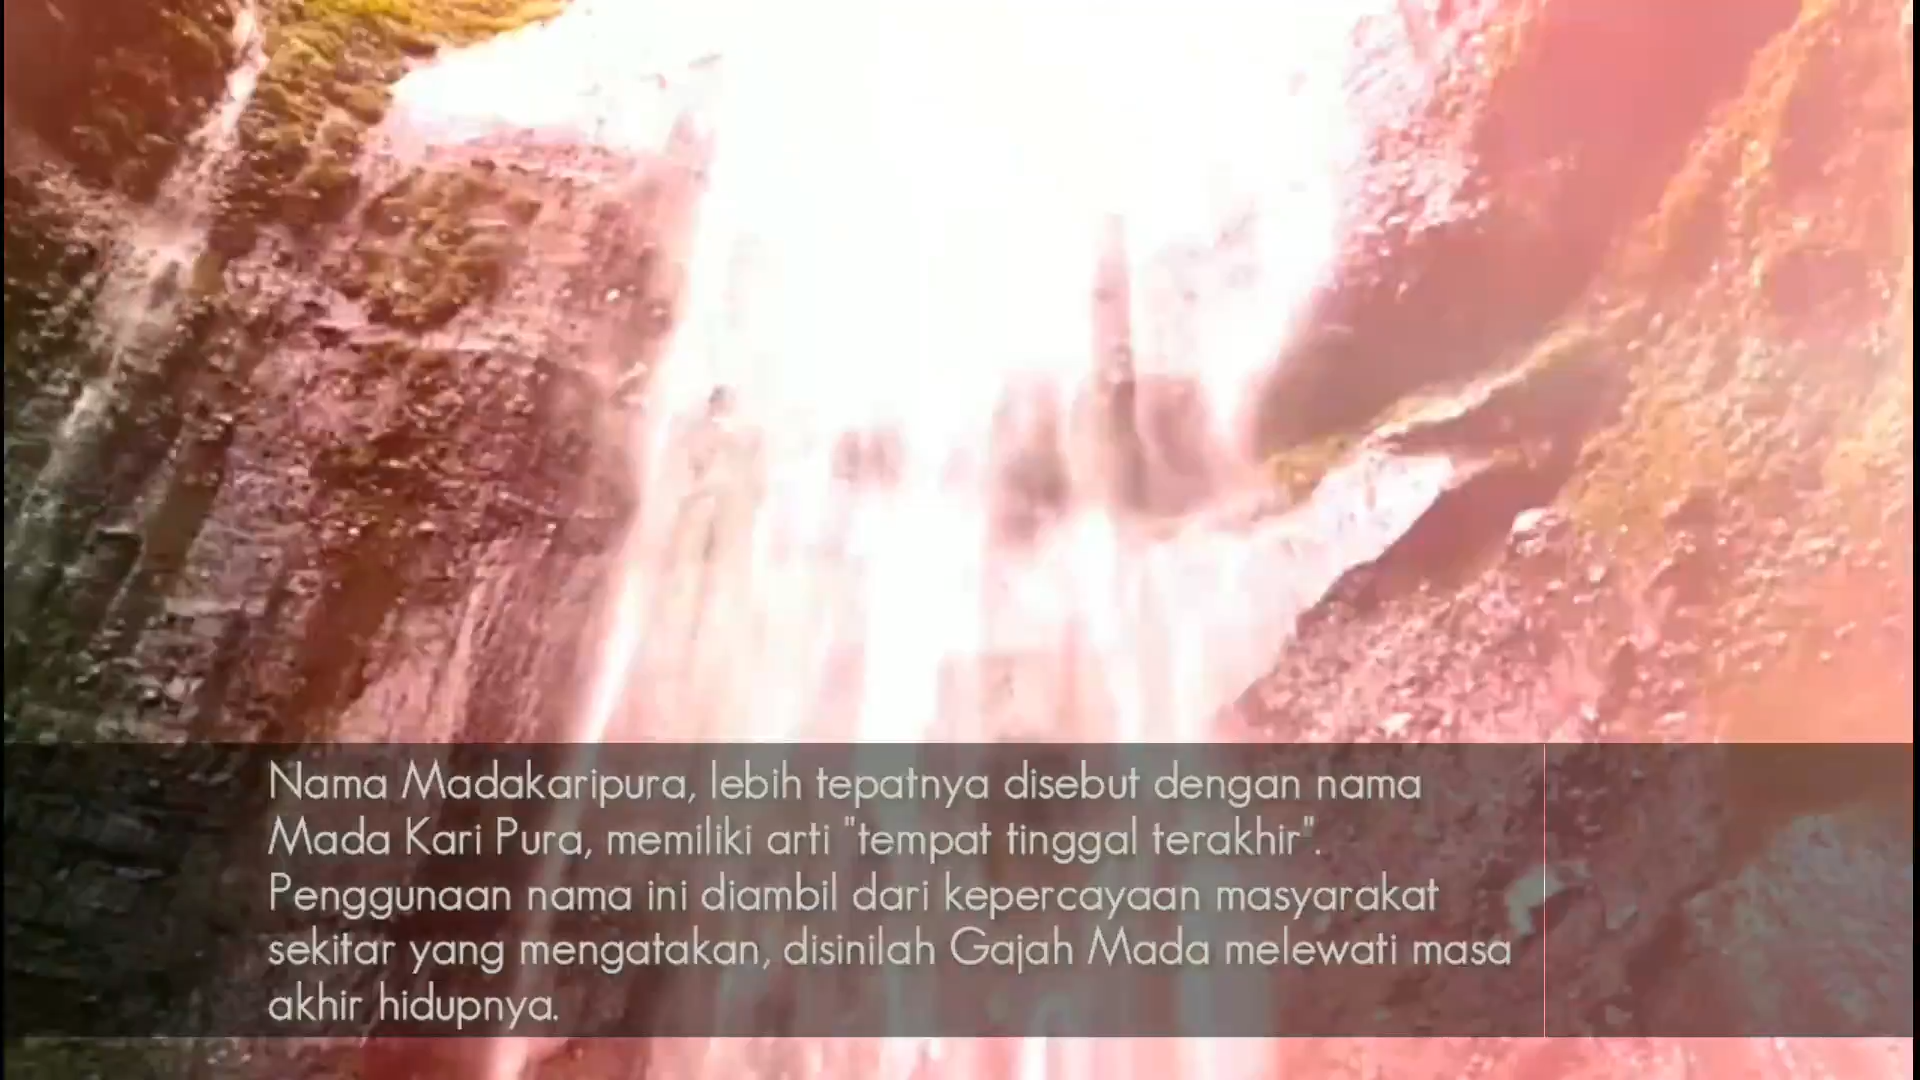 Nama Madakaripura, lebih tepatnya disebut dengan nama
Mada Kari Pura, memiliki arti "tempat tinggal terakhir".
Penggunaan nama ini diambil dari kepercayaan masyarakat
sekitar yang mengatakan, disinilah Gajah Mada melewati masa
akhir hidupnya.